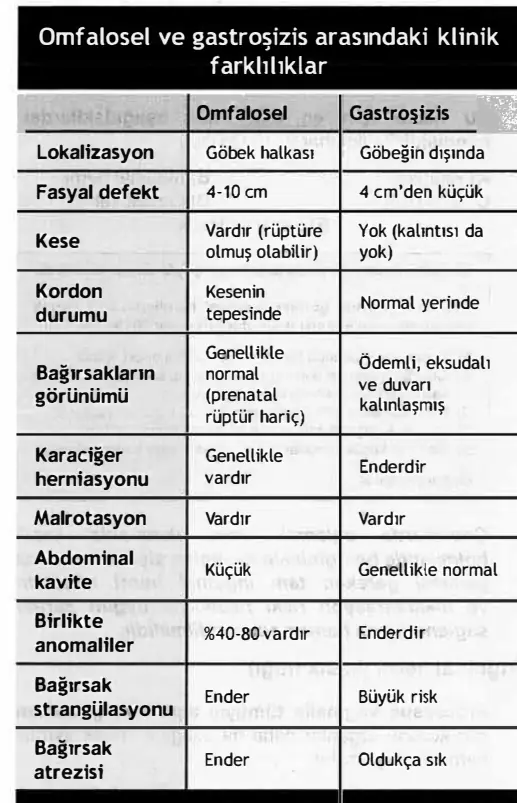 Omfalosel ve gastroşizis arasındaki klinik
farklılıklar
Omfalosel Gastroşizis
Lokalizasyon Göbek halkası Göbeğin dışında
Fasyal defekt 4-10 cm 4 cm'den küçük
Kese Vardır (rüptüre olmuş olabilir) Yok (kalıntısı da yok)
Kordon durumu Kesenin tepesinde Normal yerinde
Bağırsakların görünümü Genellikle normal (prenatal rüptür hariç) Ödemli, eksudalı ve duvarı kalınlaşmış
Karaciğer herniasyonu Genellikle vardır Enderdir
Malrotasyon Vardır Vardır
Abdominal kavite Küçük Genellikle normal
Birlikte anomaliler %40-80 vardır Enderdir
Bağırsak strangülasyonu Ender Büyük risk
Bağırsak atrezisi Ender Oldukça sık